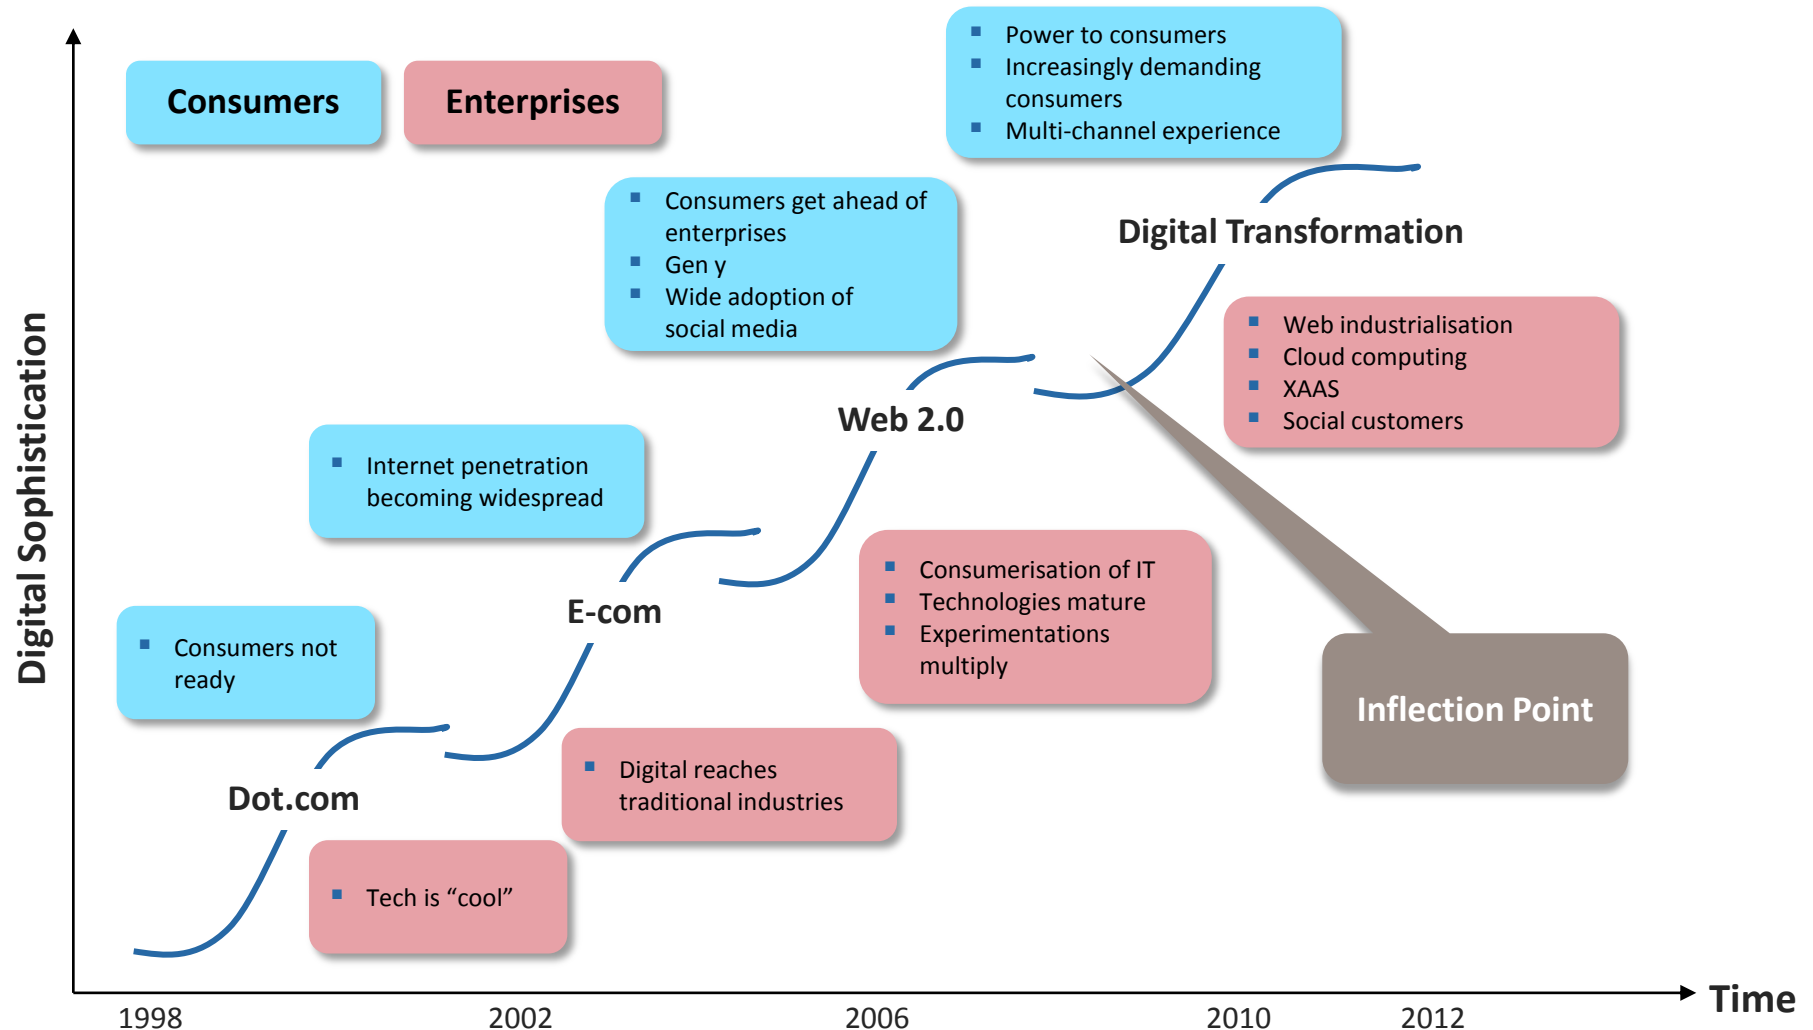 Consumers
Enterprises
Power to consumers
Increasingly demanding
consumers
Multi-channel experience
Consumers get ahead of
enterprises
Gen y
Wide adoption of
social media
Digital Transformation
Web industrialisation
Cloud computing
XAAS
Social customers
Digital Sophistication
Web 2.0
Internet penetration
becoming widespread
Consumerisation of IT
Technologies mature
Experimentations
multiply
E-com
Consumers not
ready
Inflection Point
Digital reaches
traditional industries
Dot.com
Tech is “cool”
Time
1998
2002
2006
2010
2012